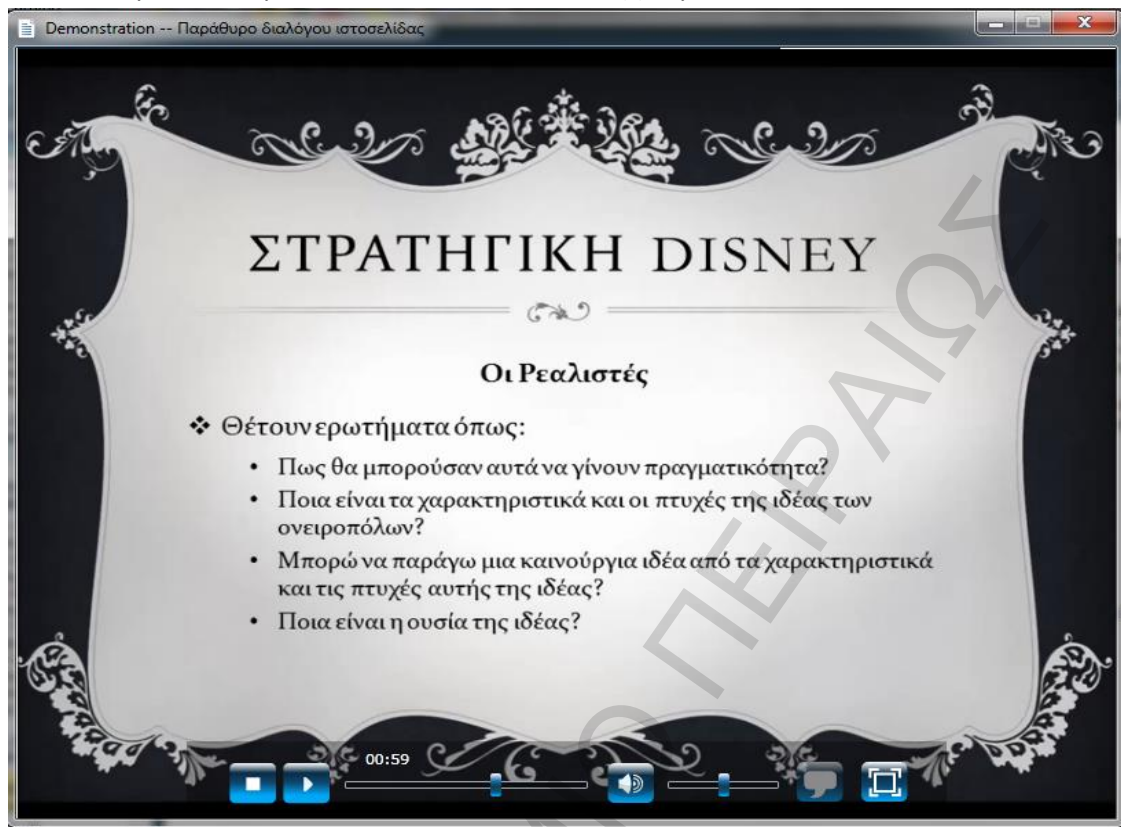 Demonstration -- Παράθυρο διαλόγου ιστοσελίδας
ΣΤΡΑΤΗΓΙΚΗ DISNEY
Οι Ρεαλιστές
❖ Θέτουν ερωτήματα όπως:
• Πως θα μπορούσαν αυτά να γίνουν πραγματικότητα?
• Ποια είναι τα χαρακτηριστικά και οι πτυχές της ιδέας των
ονειροπόλων?
• Μπορώ να παράγω μια καινούργια ιδέα από τα χαρακτηριστικά
και τις πτυχές αυτής της ιδέας?
• Ποια είναι η ουσία της ιδέας?
00:59
ΠΕΙΡΑΙΩΣ